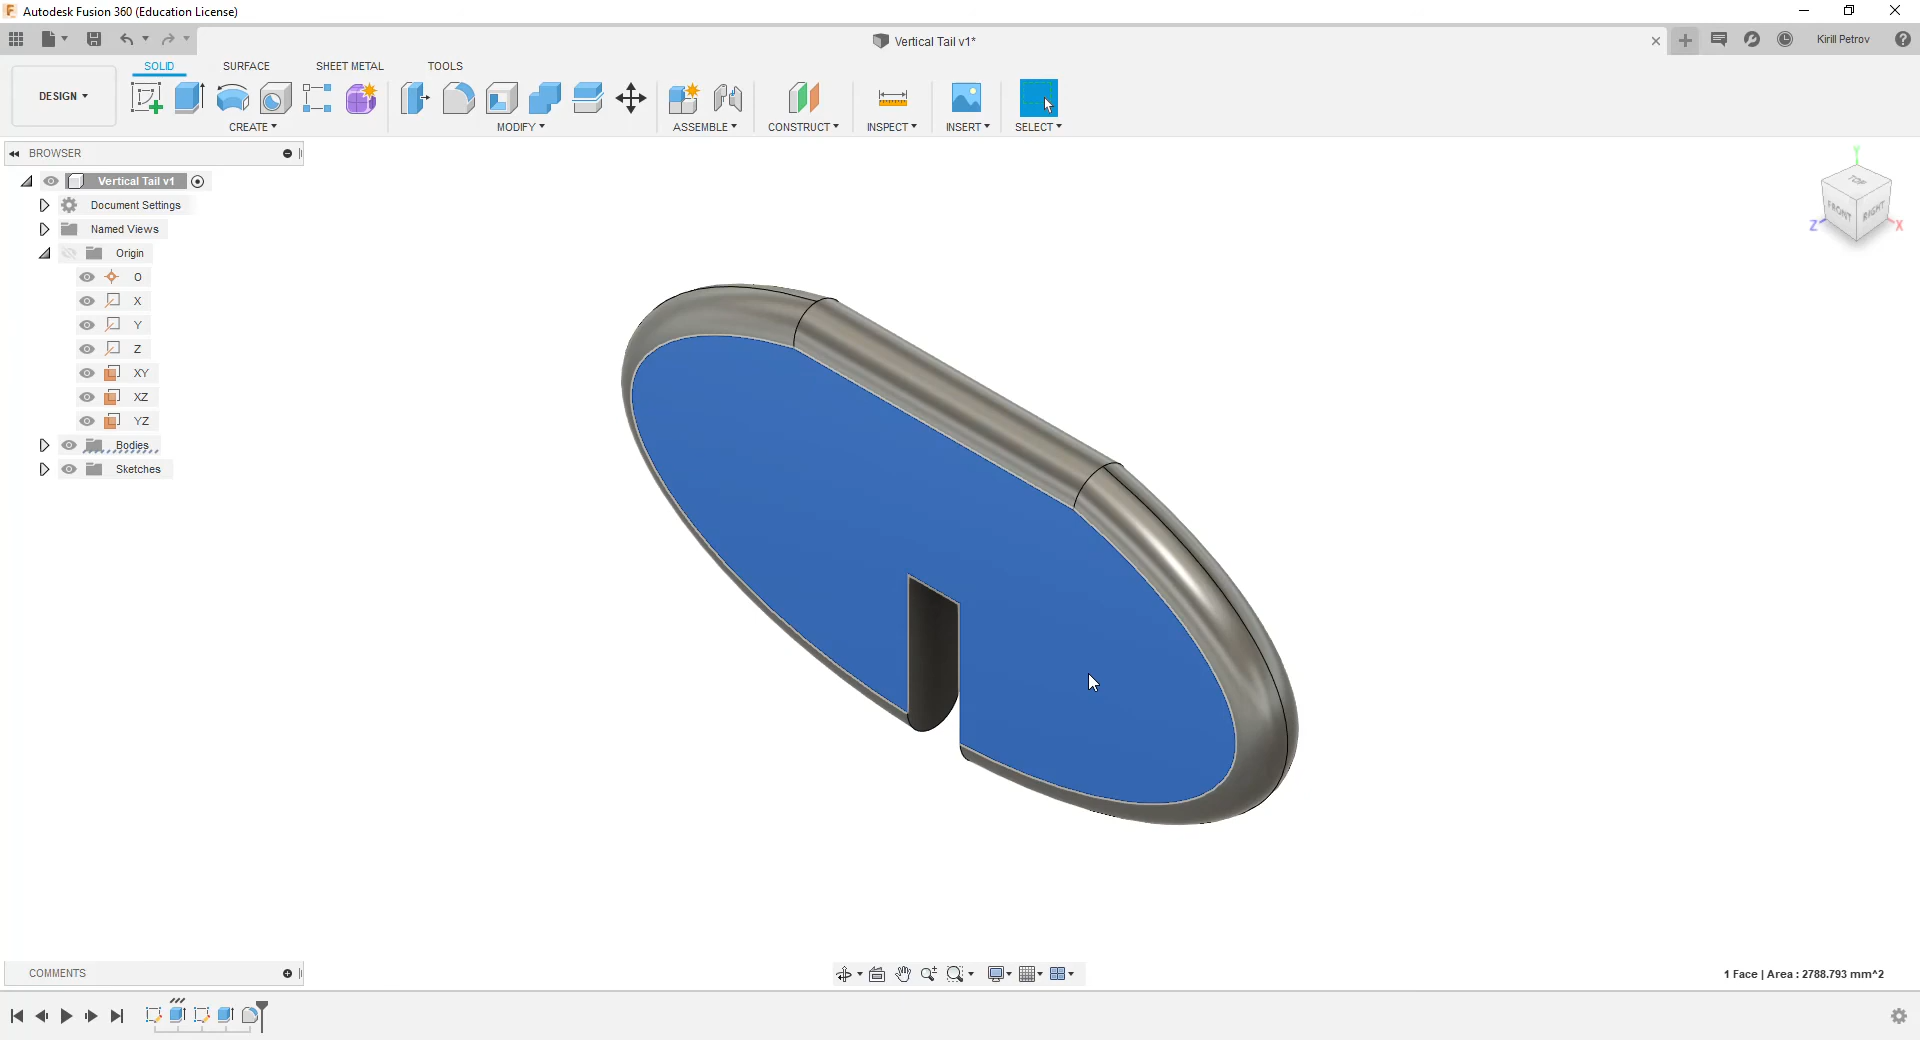 Autodesk Fusion 360 (Education License)
Vertical Tail v1*
Kirill Petrov
SOLID
SURFACE
SHEET METAL
TOOLS
DESIGN
CREATE
MODIFY
ASSEMBLE
CONSTRUCT
INSPECT
INSERT
SELECT
BROWSER
Vertical Tail v1
Document Settings
Named Views
Origin
O
X
Y
Z
XY
XZ
YZ
Bodies
Sketches
Y
TOP
FRONT
RIGHT
Z
X
COMMENTS
1 Face | Area : 2788.793 mm^2